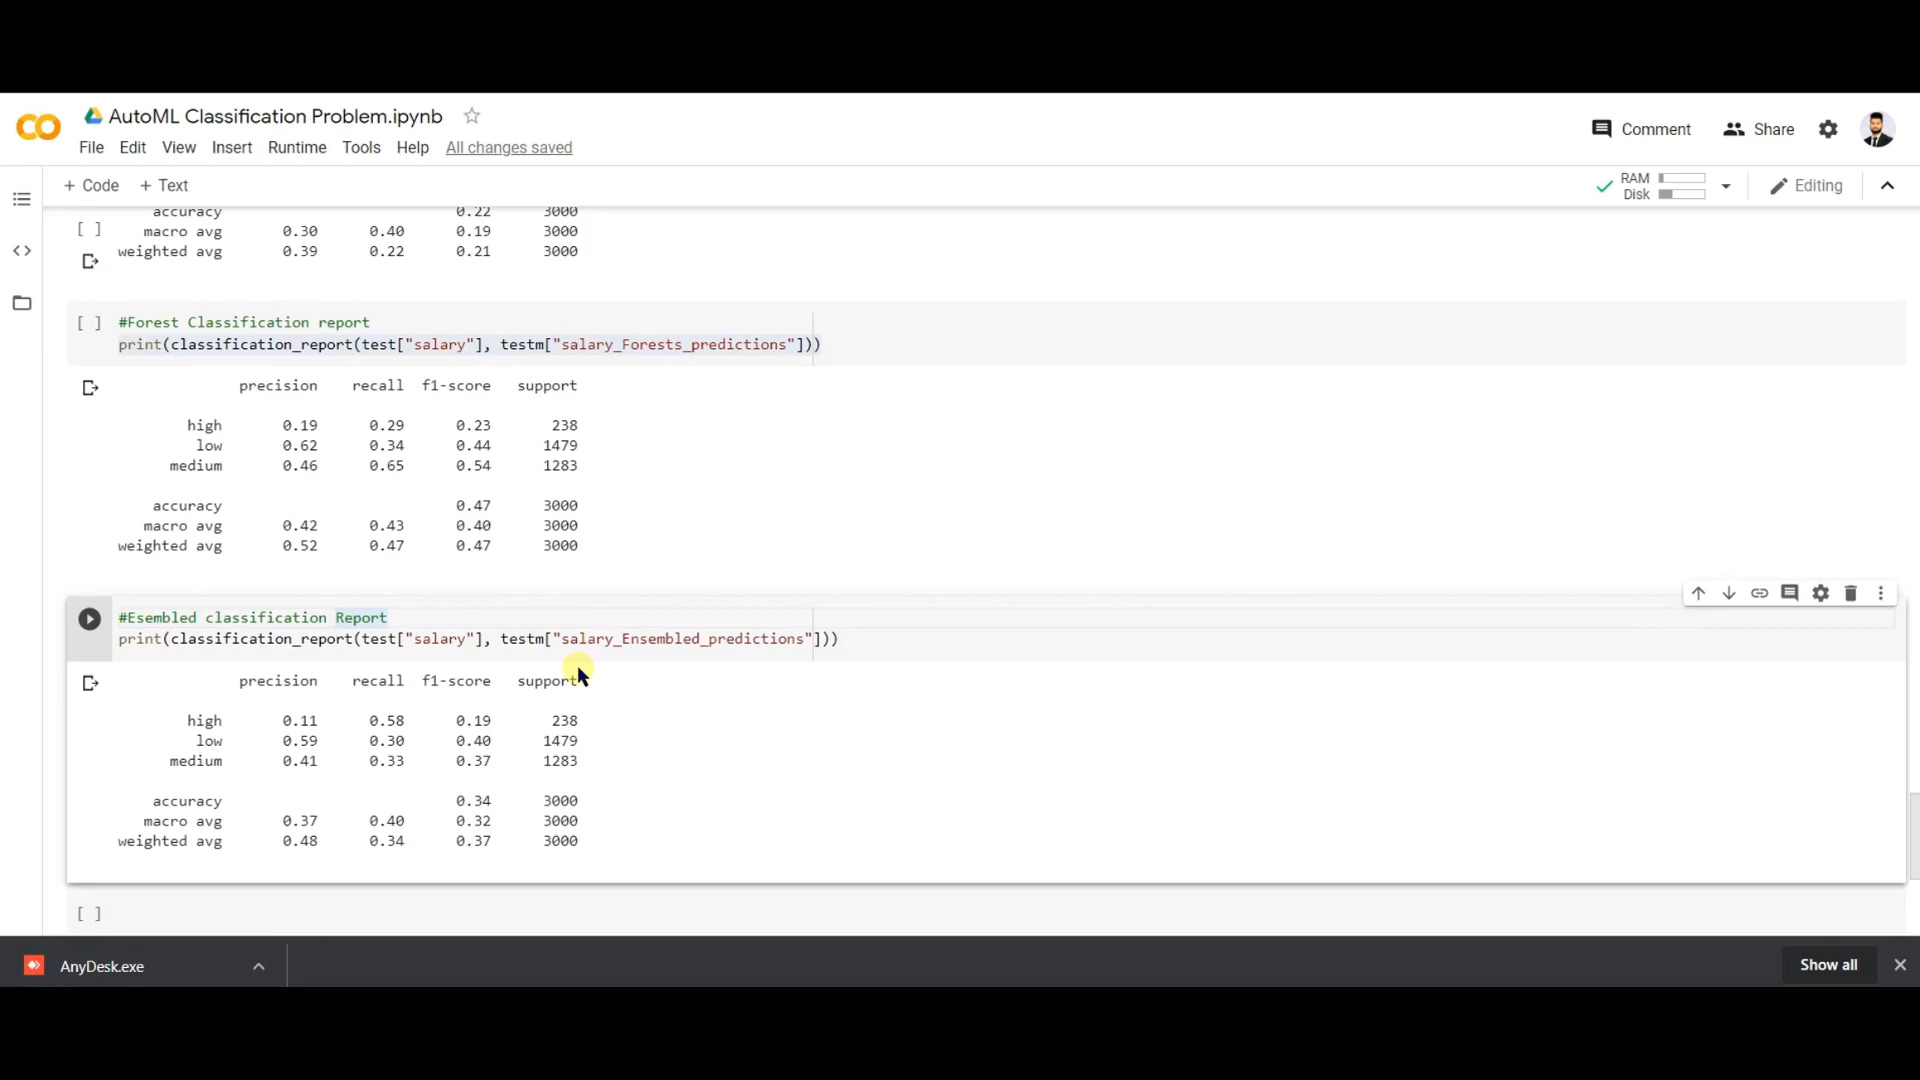 AutoML Classification Problem.ipynb
File Edit View Insert Runtime Tools Help All changes saved
Comment Share
+ Code + Text
RAM
Disk
Editing
accuracy 0.22 3000
[ ] macro avg 0.30 0.40 0.19 3000
weighted avg 0.39 0.22 0.21 3000
[ ] #Forest Classification report
print(classification_report(test["salary"], testm["salary_Forests_predictions"]))
precision recall f1-score support
high 0.19 0.29 0.23 238
low 0.62 0.34 0.44 1479
medium 0.46 0.65 0.54 1283
accuracy 0.47 3000
macro avg 0.42 0.43 0.40 3000
weighted avg 0.52 0.47 0.47 3000
#Esembled classification Report
print(classification_report(test["salary"], testm["salary_Ensembled_predictions"]))
precision recall f1-score support
high 0.11 0.58 0.19 238
low 0.59 0.30 0.40 1479
medium 0.41 0.33 0.37 1283
accuracy 0.34 3000
macro avg 0.37 0.40 0.32 3000
weighted avg 0.48 0.34 0.37 3000
[ ]
AnyDesk.exe
Show all